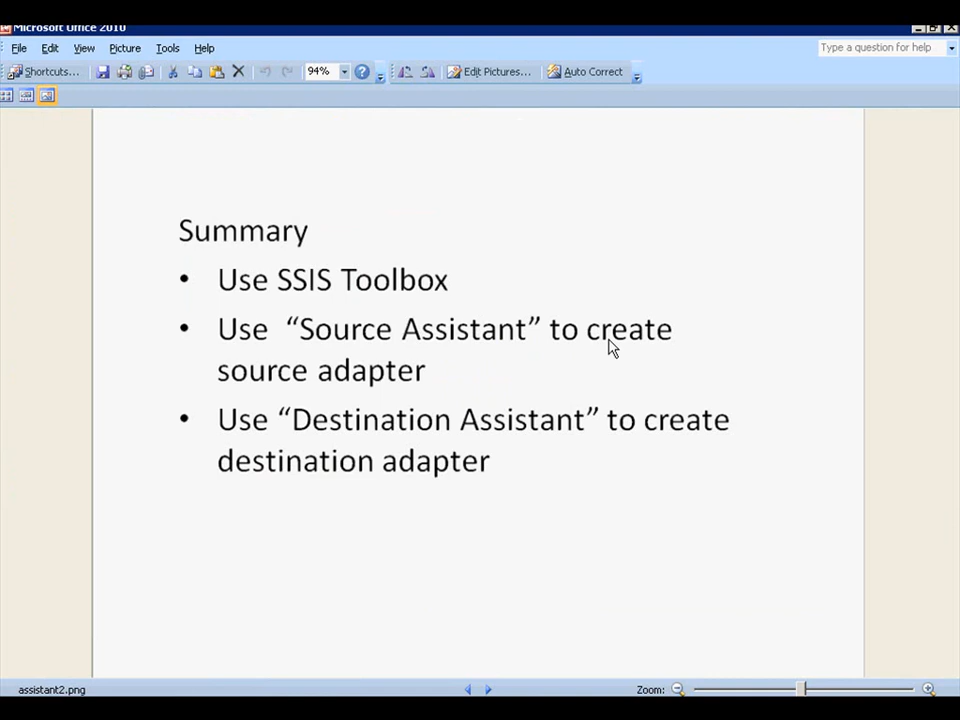 Microsoft Office 2010
File Edit View Picture Tools Help
Type a question for help
Shortcuts... 94% Edit Pictures... Auto Correct
Summary
• Use SSIS Toolbox
• Use “Source Assistant” to create
source adapter
• Use “Destination Assistant” to create
destination adapter
assistant2.png
Zoom: